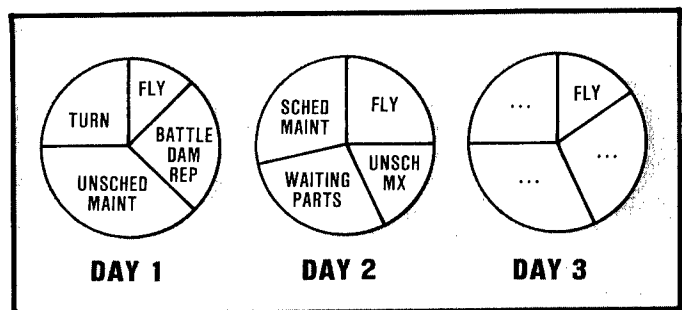 FLY
TURN
BATTLE
DAM
REP
UNSCHED
MAINT
DAY 1
SCHED
MAINT
FLY
UNSCH
MX
WAITING
PARTS
DAY 2
...
FLY
...
...
DAY 3